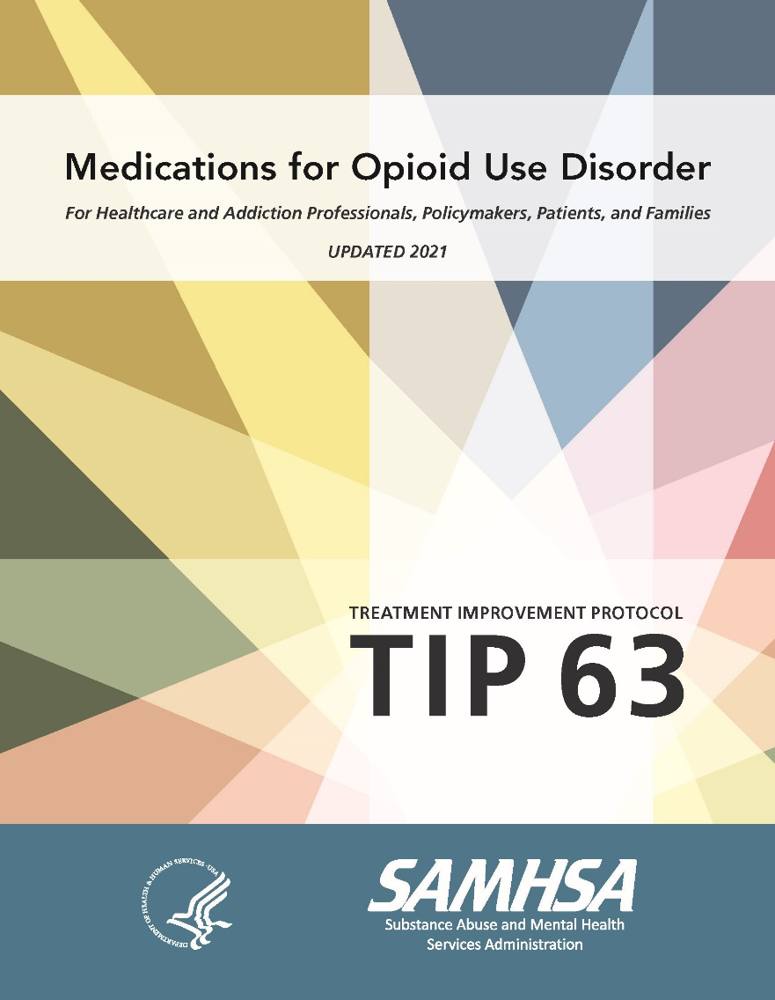 Medications for Opioid Use Disorder
For Healthcare and Addiction Professionals, Policymakers, Patients, and Families
UPDATED 2021
TREATMENT IMPROVEMENT PROTOCOL
TIP 63
DEPARTMENT OF HEALTH & HUMAN SERVICES · USA
SAMHSA
Substance Abuse and Mental Health
Services Administration